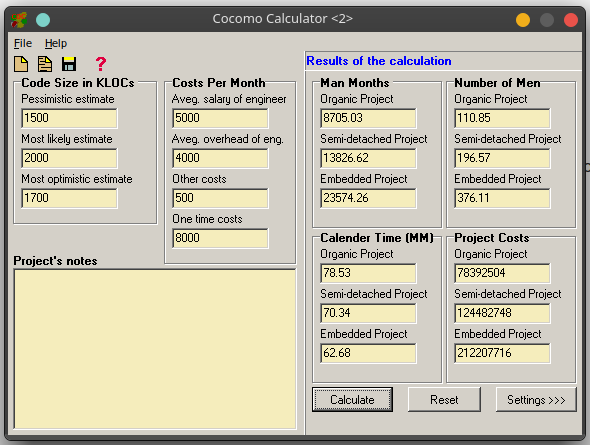 Cocomo Calculator <2>
File Help
?
Code Size in KLOCs
Pessimistic estimate
1500
Most likely estimate
2000
Most optimistic estimate
1700
Costs Per Month
Aveg. salary of engineer
5000
Aveg. overhead of eng.
4000
Other costs
500
One time costs
8000
Project's notes
Results of the calculation
Man Months
Organic Project
8705.03
Semi-detached Project
13826.62
Embedded Project
23574.26
Number of Men
Organic Project
110.85
Semi-detached Project
196.57
Embedded Project
376.11
Calender Time (MM)
Organic Project
78.53
Semi-detached Project
70.34
Embedded Project
62.68
Project Costs
Organic Project
78392504
Semi-detached Project
124482748
Embedded Project
212207716
Calculate
Reset
Settings >>>